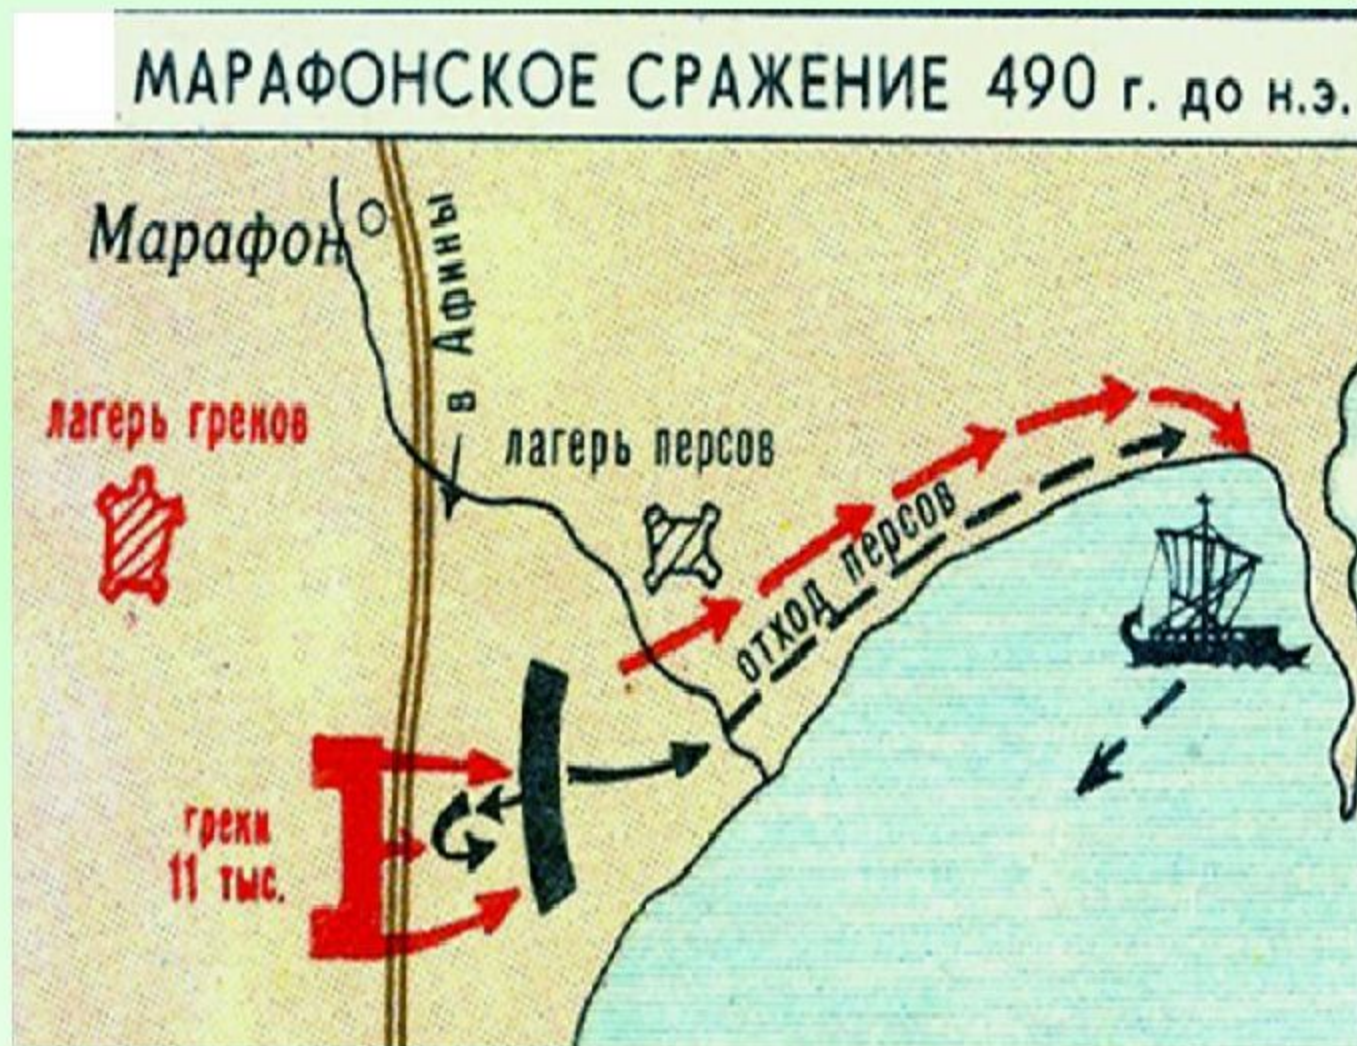 МАРАФОНСКОЕ СРАЖЕНИЕ 490 г. до н.э.
Марафон
в Афины
лагерь греков
лагерь персов
отход персов
греки
11 тыс.